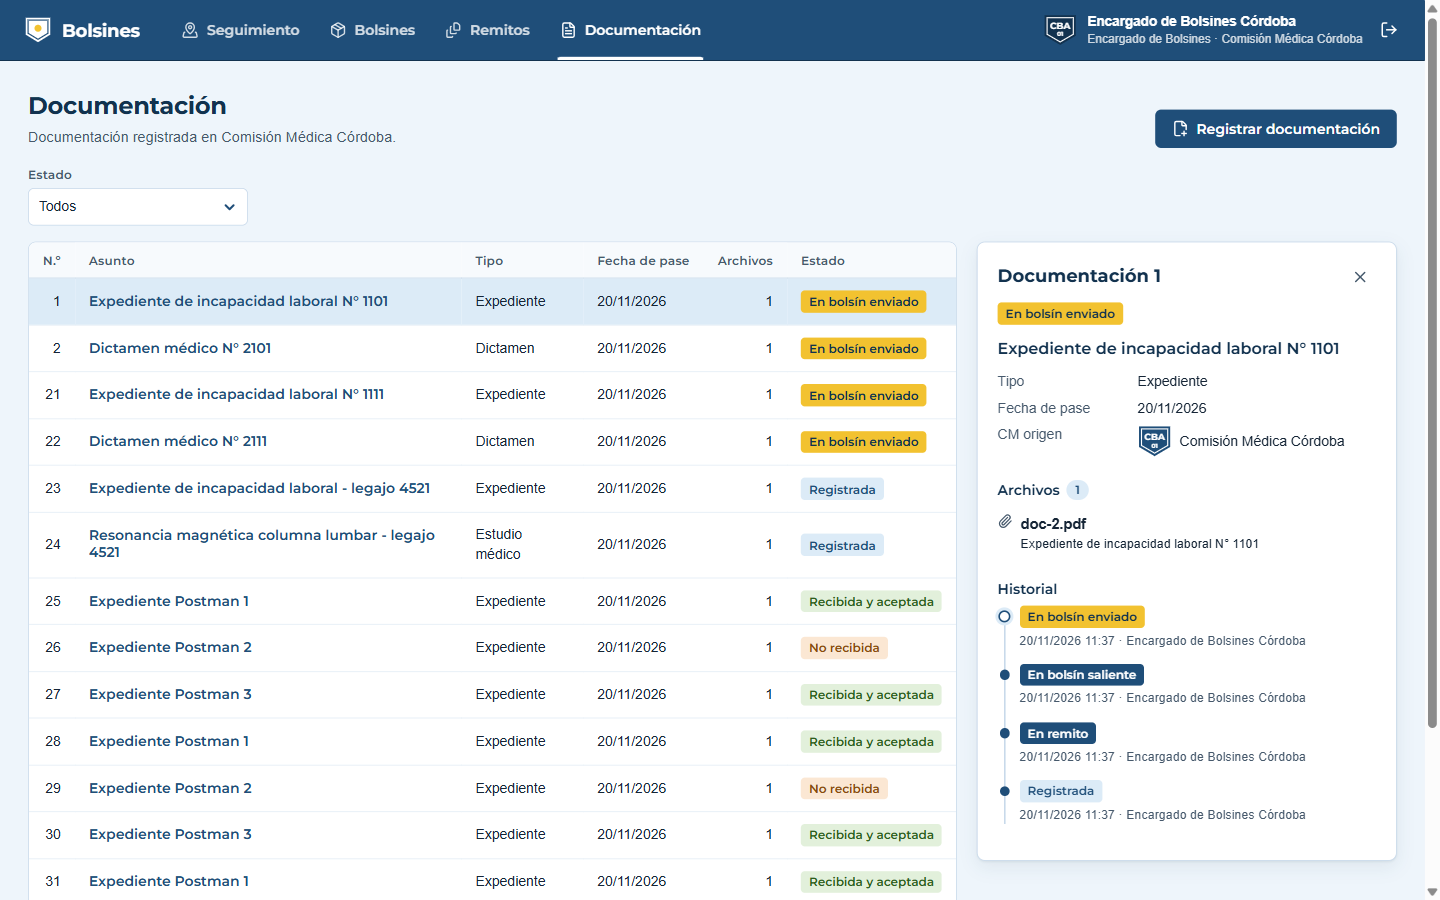 Bolsines
Seguimiento
Bolsines
Remitos
Documentación
CBA
01
Encargado de Bolsines Córdoba
Encargado de Bolsines · Comisión Médica Córdoba
Documentación
Documentación registrada en Comisión Médica Córdoba.
Registrar documentación
Estado
Todos
N.º Asunto Tipo Fecha de pase Archivos Estado
1 Expediente de incapacidad laboral N° 1101 Expediente 20/11/2026 1 En bolsín enviado
2 Dictamen médico N° 2101 Dictamen 20/11/2026 1 En bolsín enviado
21 Expediente de incapacidad laboral N° 1111 Expediente 20/11/2026 1 En bolsín enviado
22 Dictamen médico N° 2111 Dictamen 20/11/2026 1 En bolsín enviado
23 Expediente de incapacidad laboral - legajo 4521 Expediente 20/11/2026 1 Registrada
24 Resonancia magnética columna lumbar - legajo
4521 Estudio
médico 20/11/2026 1 Registrada
25 Expediente Postman 1 Expediente 20/11/2026 1 Recibida y aceptada
26 Expediente Postman 2 Expediente 20/11/2026 1 No recibida
27 Expediente Postman 3 Expediente 20/11/2026 1 Recibida y aceptada
28 Expediente Postman 1 Expediente 20/11/2026 1 Recibida y aceptada
29 Expediente Postman 2 Expediente 20/11/2026 1 No recibida
30 Expediente Postman 3 Expediente 20/11/2026 1 Recibida y aceptada
31 Expediente Postman 1 Expediente 20/11/2026 1 Recibida y aceptada
Documentación 1
En bolsín enviado
Expediente de incapacidad laboral N° 1101
Tipo Expediente
Fecha de pase 20/11/2026
CM origen CBA 01 Comisión Médica Córdoba
Archivos 1
doc-2.pdf
Expediente de incapacidad laboral N° 1101
Historial
En bolsín enviado
20/11/2026 11:37 · Encargado de Bolsines Córdoba
En bolsín saliente
20/11/2026 11:37 · Encargado de Bolsines Córdoba
En remito
20/11/2026 11:37 · Encargado de Bolsines Córdoba
Registrada
20/11/2026 11:37 · Encargado de Bolsines Córdoba